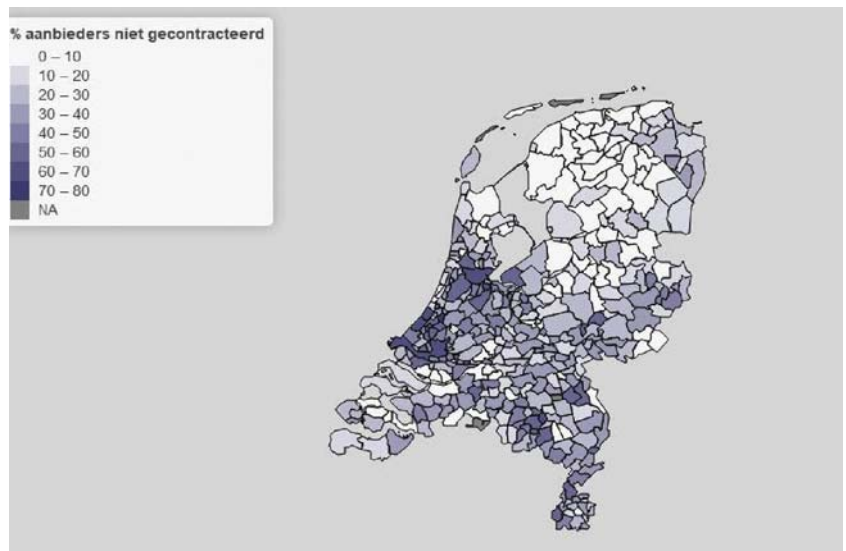 % aanbieders niet gecontracteerd
0 – 10
10 – 20
20 – 30
30 – 40
40 – 50
50 – 60
60 – 70
70 – 80
NA